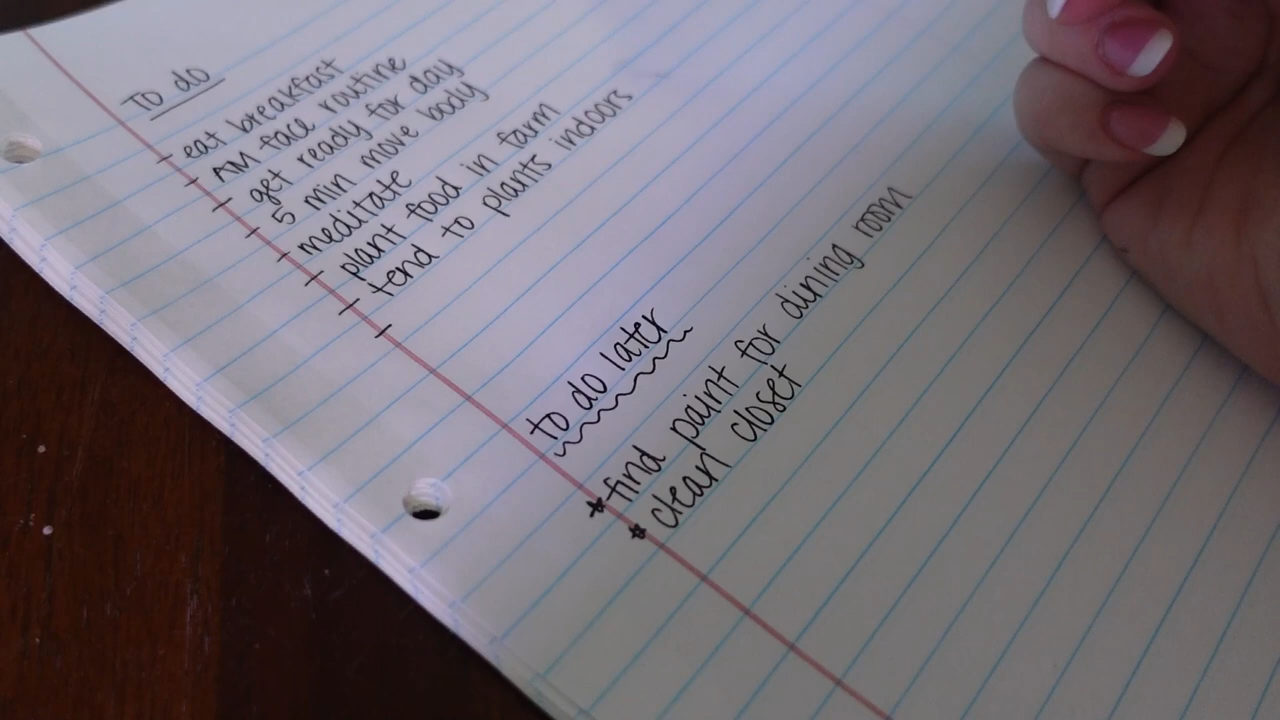 To do
- eat breakfast
- AM face routine
- get ready for day
- 5 min move body
- meditate
- plant food in farm
- tend to plants indoors
-
to do later
★ find paint for dining room
★ clean closet